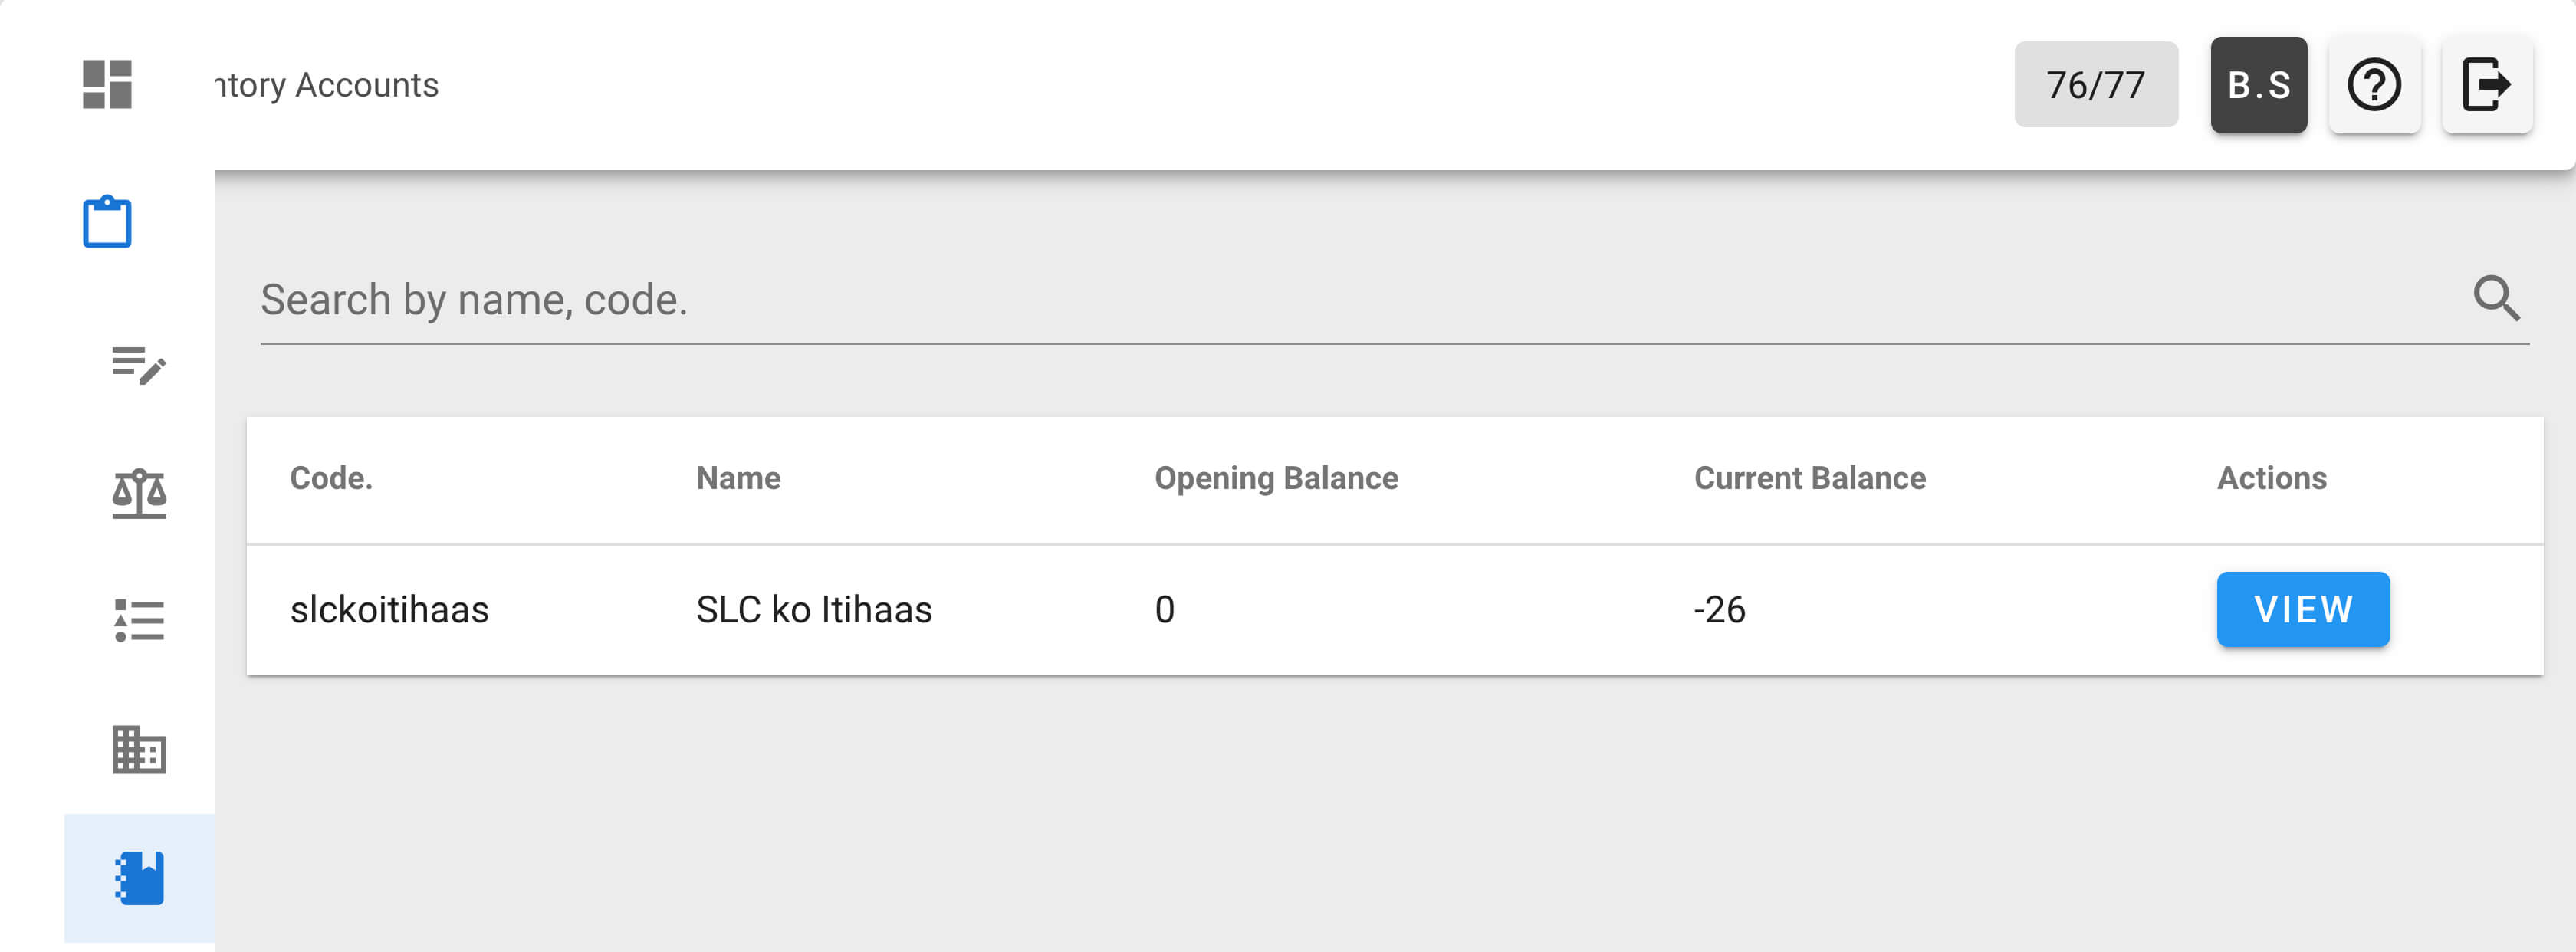 ntory Accounts 76/77 B.S
Search by name, code.
Code. Name Opening Balance Current Balance Actions
slckoitihaas SLC ko Itihaas 0 -26 VIEW